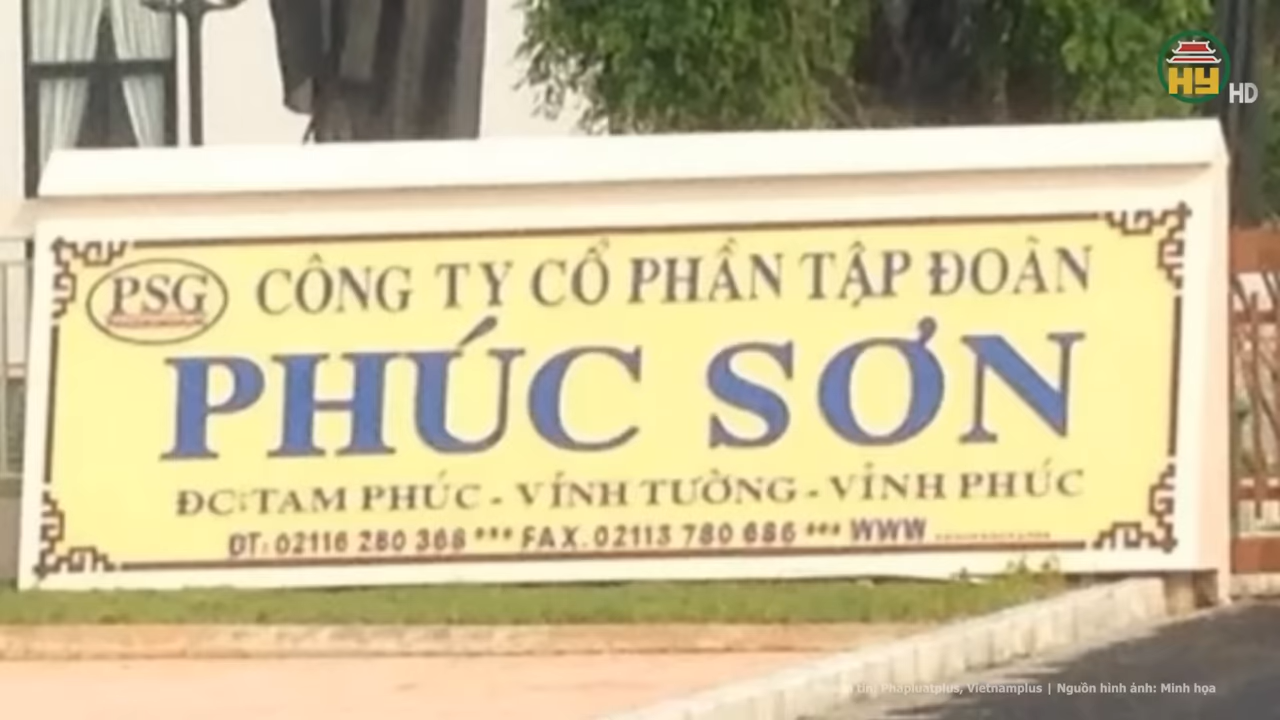 HY HD
PSG
CÔNG TY CỔ PHẦN TẬP ĐOÀN
PHÚC SƠN
ĐC: TAM PHÚC - VĨNH TƯỜNG - VĨNH PHÚC
ĐT: 02116 280 368 *** FAX. 02113 780 686 *** WWW
tin: Phapluatplus, Vietnamplus | Nguồn hình ảnh: Minh họa